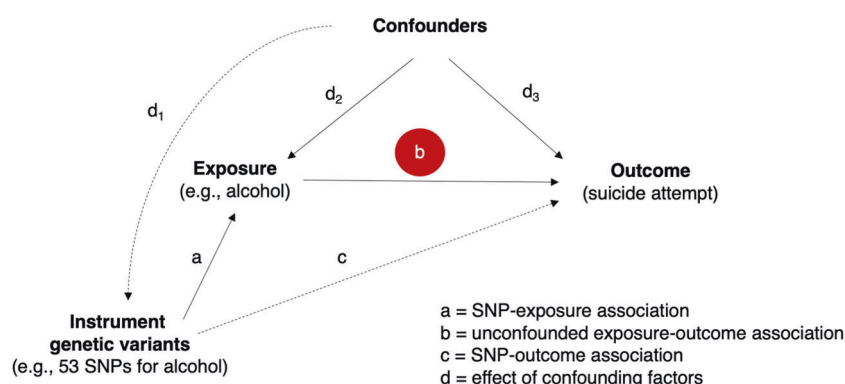 Confounders
d1
d2
d3
b
Exposure
(e.g., alcohol)
Outcome
(suicide attempt)
a
c
Instrument
genetic variants
(e.g., 53 SNPs for alcohol)
a = SNP-exposure association
b = unconfounded exposure-outcome association
c = SNP-outcome association
d = effect of confounding factors